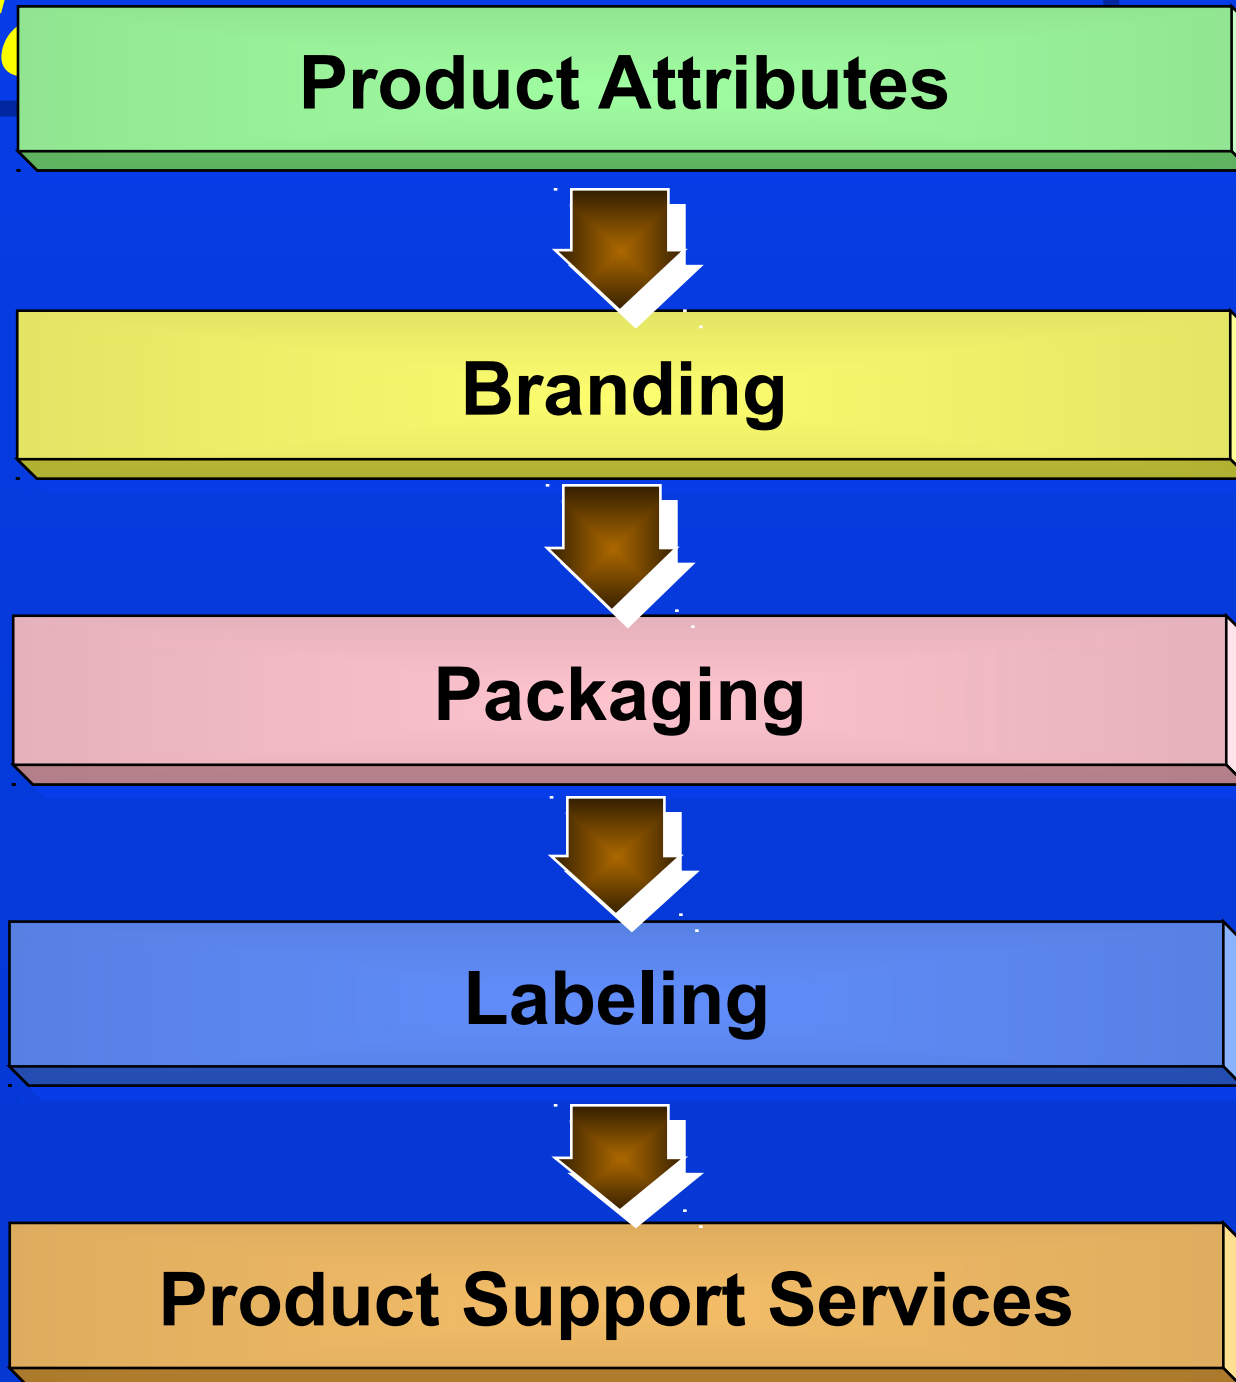 Product Attributes
Branding
Packaging
Labeling
Product Support Services